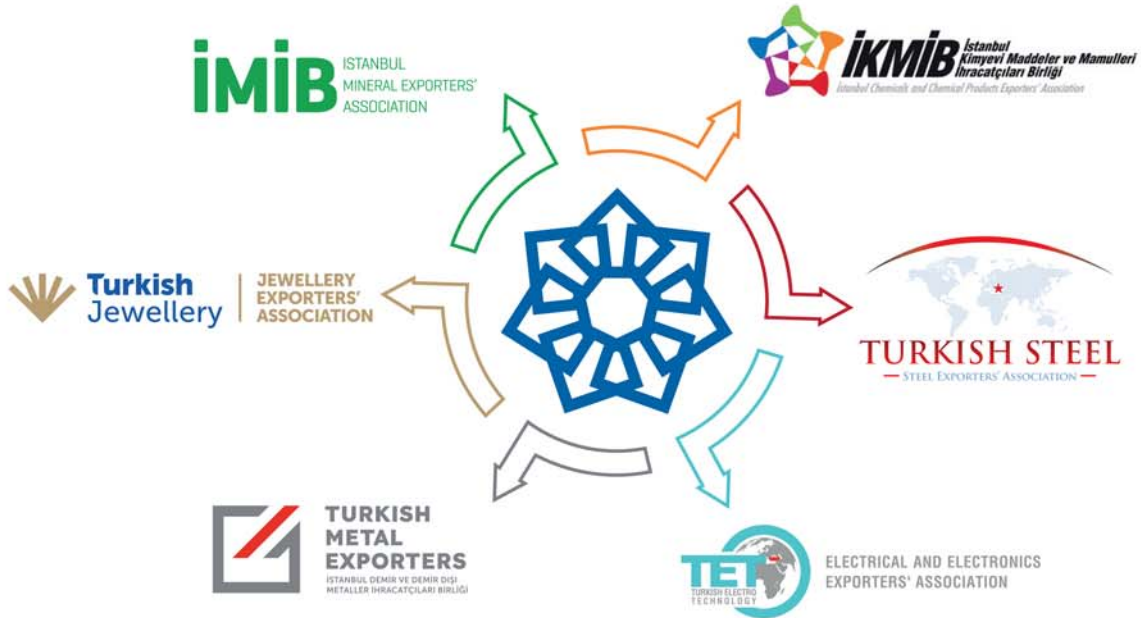 İMİB
ISTANBUL
MINERAL EXPORTERS'
ASSOCIATION
İKMİB
İstanbul
Kimyevi Maddeler ve Mamulleri
İhracatçıları Birliği
İstanbul Chemicals and Chemical Products Exporters' Association
Turkish
Jewellery
JEWELLERY
EXPORTERS'
ASSOCIATION
TURKISH STEEL
STEEL EXPORTERS' ASSOCIATION
TURKISH
METAL
EXPORTERS
İSTANBUL DEMİR VE DEMİR DIŞI
METALLER İHRACATÇILARI BİRLİĞİ
TET
TURKISH ELECTRO
TECHNOLOGY
ELECTRICAL AND ELECTRONICS
EXPORTERS' ASSOCIATION